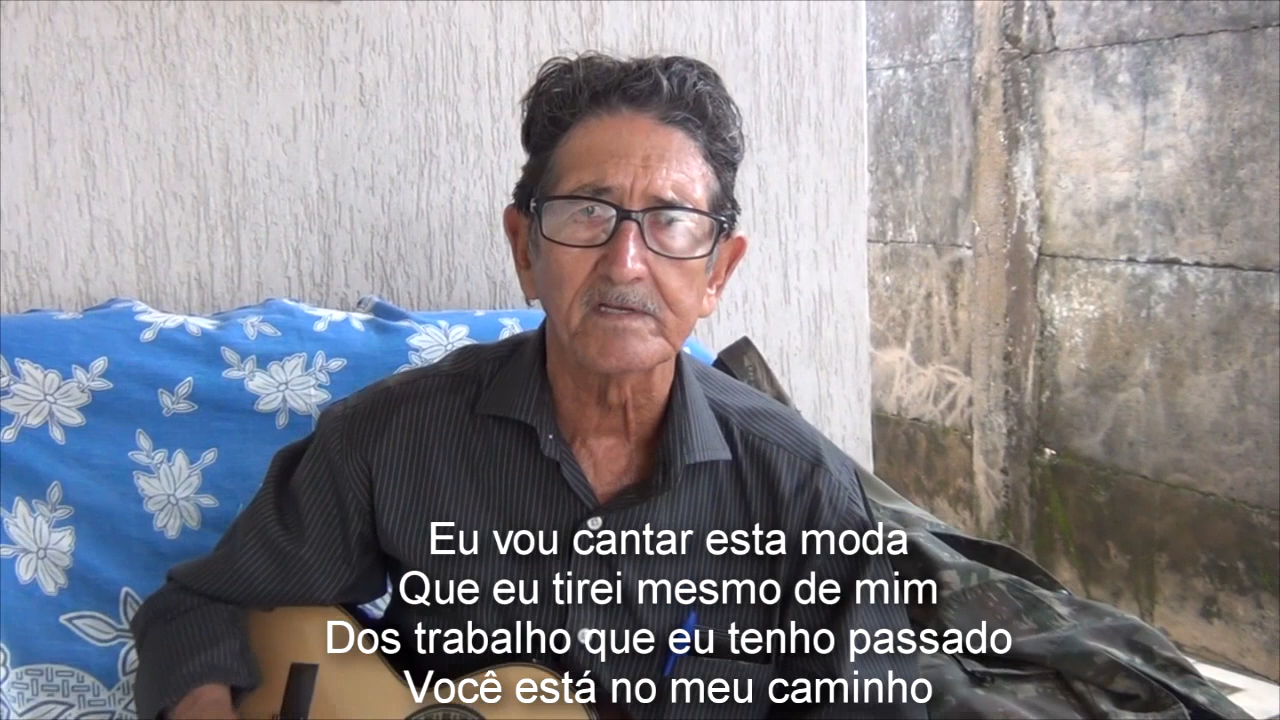 Eu vou cantar esta moda
Que eu tirei mesmo de mim
Dos trabalho que eu tenho passado
Você está no meu caminho